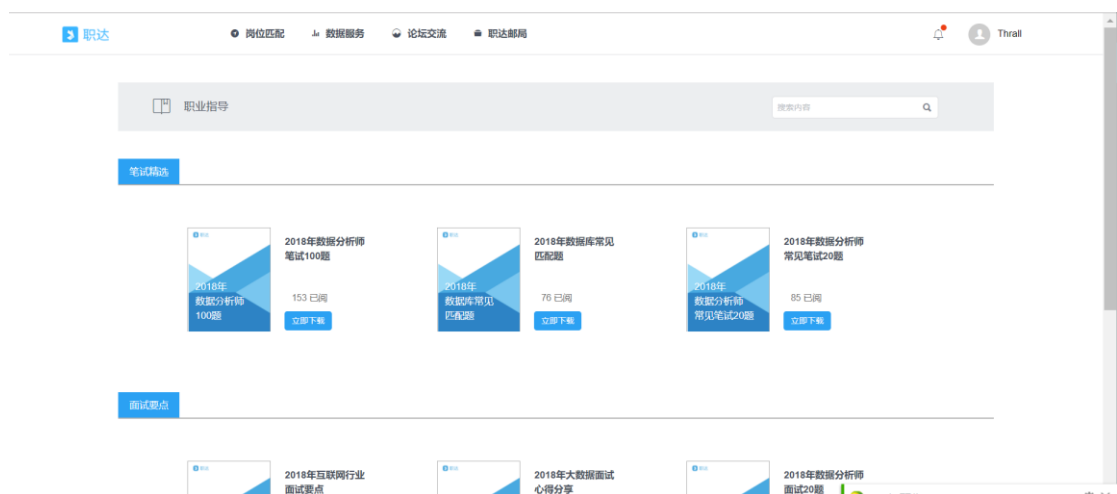 职达
岗位匹配
数据服务
论坛交流
职达邮局
Thrall
职业指导
搜索内容
笔试精选
2018年
数据分析师
100题
2018年数据分析师
笔试100题
153 已阅
立即下载
2018年
数据库常见
匹配题
2018年数据库常见
匹配题
76 已阅
立即下载
2018年
数据分析师
常见笔试20题
2018年数据分析师
常见笔试20题
85 已阅
立即下载
面试要点
2018年互联网行业
面试要点
2018年大数据面试
心得分享
2018年数据分析师
面试20题